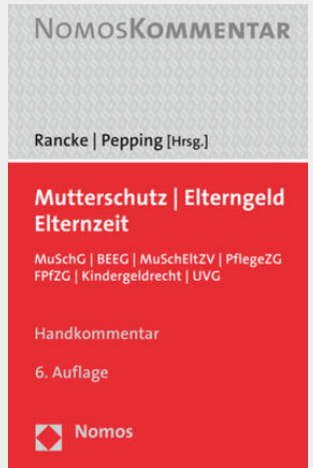 NOMOSKOMMENTAR
Rancke | Pepping [Hrsg.]
Mutterschutz | Elterngeld
Elternzeit
MuSchG | BEEG | MuSchEltZV | PflegeZG
FPfZG | Kindergeldrecht | UVG
Handkommentar
6. Auflage
Nomos